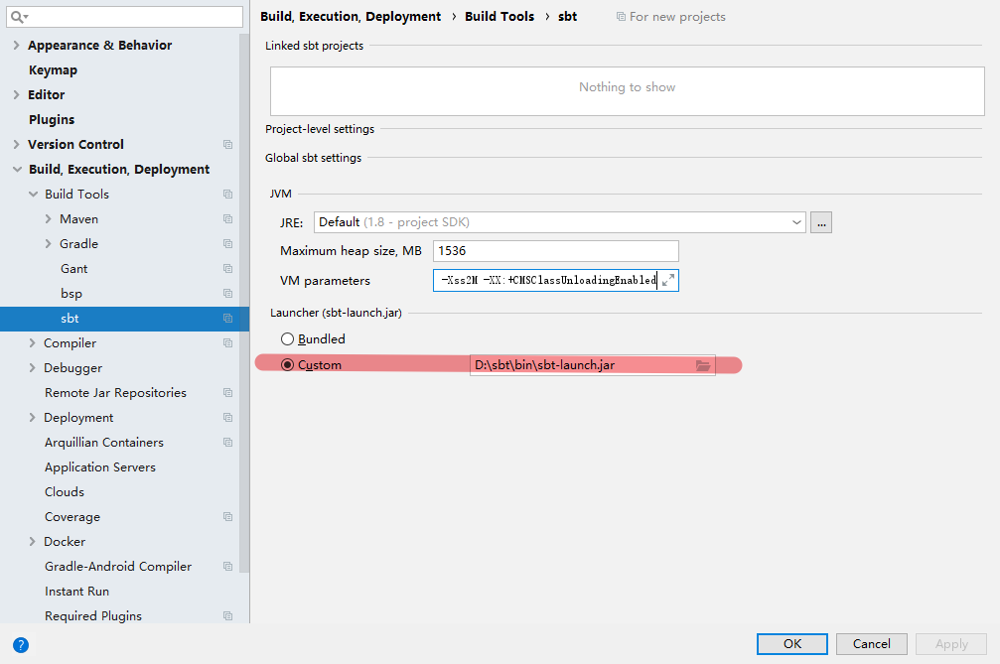 Appearance & Behavior
Keymap
Editor
Plugins
Version Control
Build, Execution, Deployment
Build Tools
Maven
Gradle
Gant
bsp
sbt
Compiler
Debugger
Remote Jar Repositories
Deployment
Arquillian Containers
Application Servers
Clouds
Coverage
Docker
Gradle-Android Compiler
Instant Run
Required Plugins
?
Build, Execution, Deployment › Build Tools › sbt For new projects
Linked sbt projects
Nothing to show
Project-level settings
Global sbt settings
JVM
JRE: Default (1.8 - project SDK) ...
Maximum heap size, MB 1536
VM parameters -Xss2M -XX:+CMSClassUnloadingEnabled
Launcher (sbt-launch.jar)
Bundled
Custom D:\sbt\bin\sbt-launch.jar
OK Cancel Apply